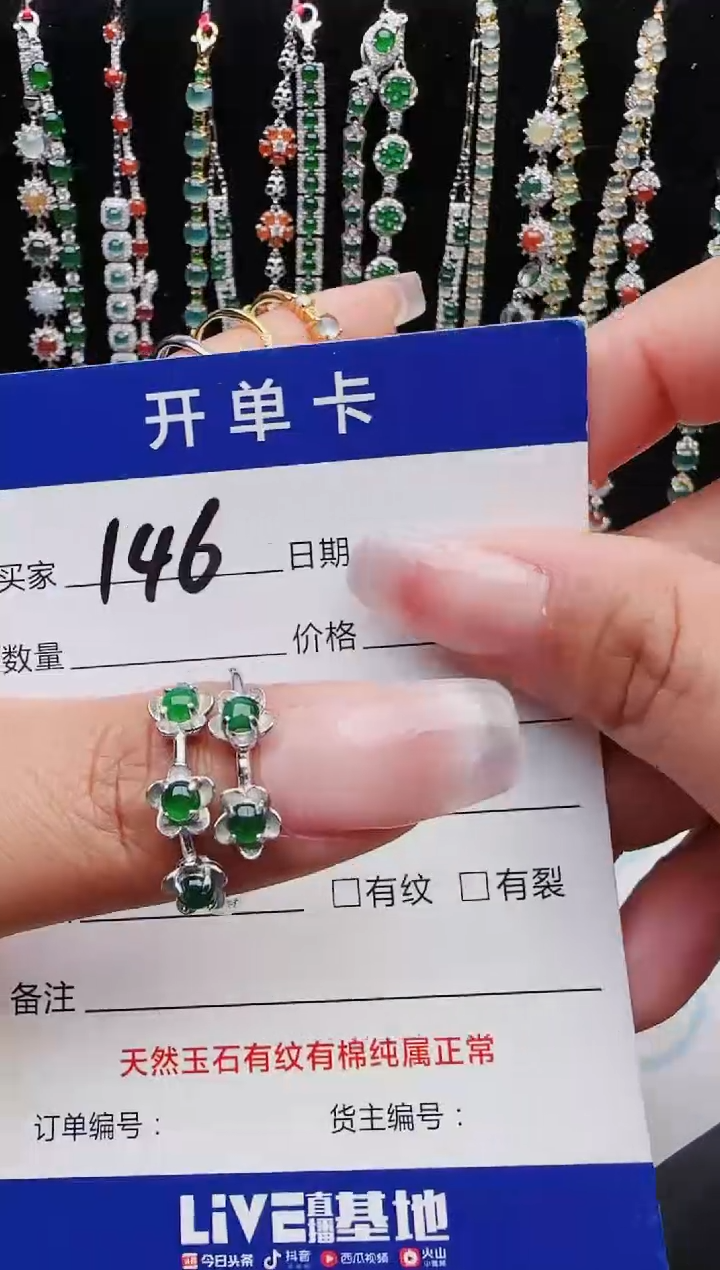 开单卡
买家 146 日期
数量 价格
□有纹 □有裂
备注
天然玉石有纹有棉纯属正常
订单编号： 货主编号：
LiVE直播基地
今日头条 抖音 西瓜视频 火山